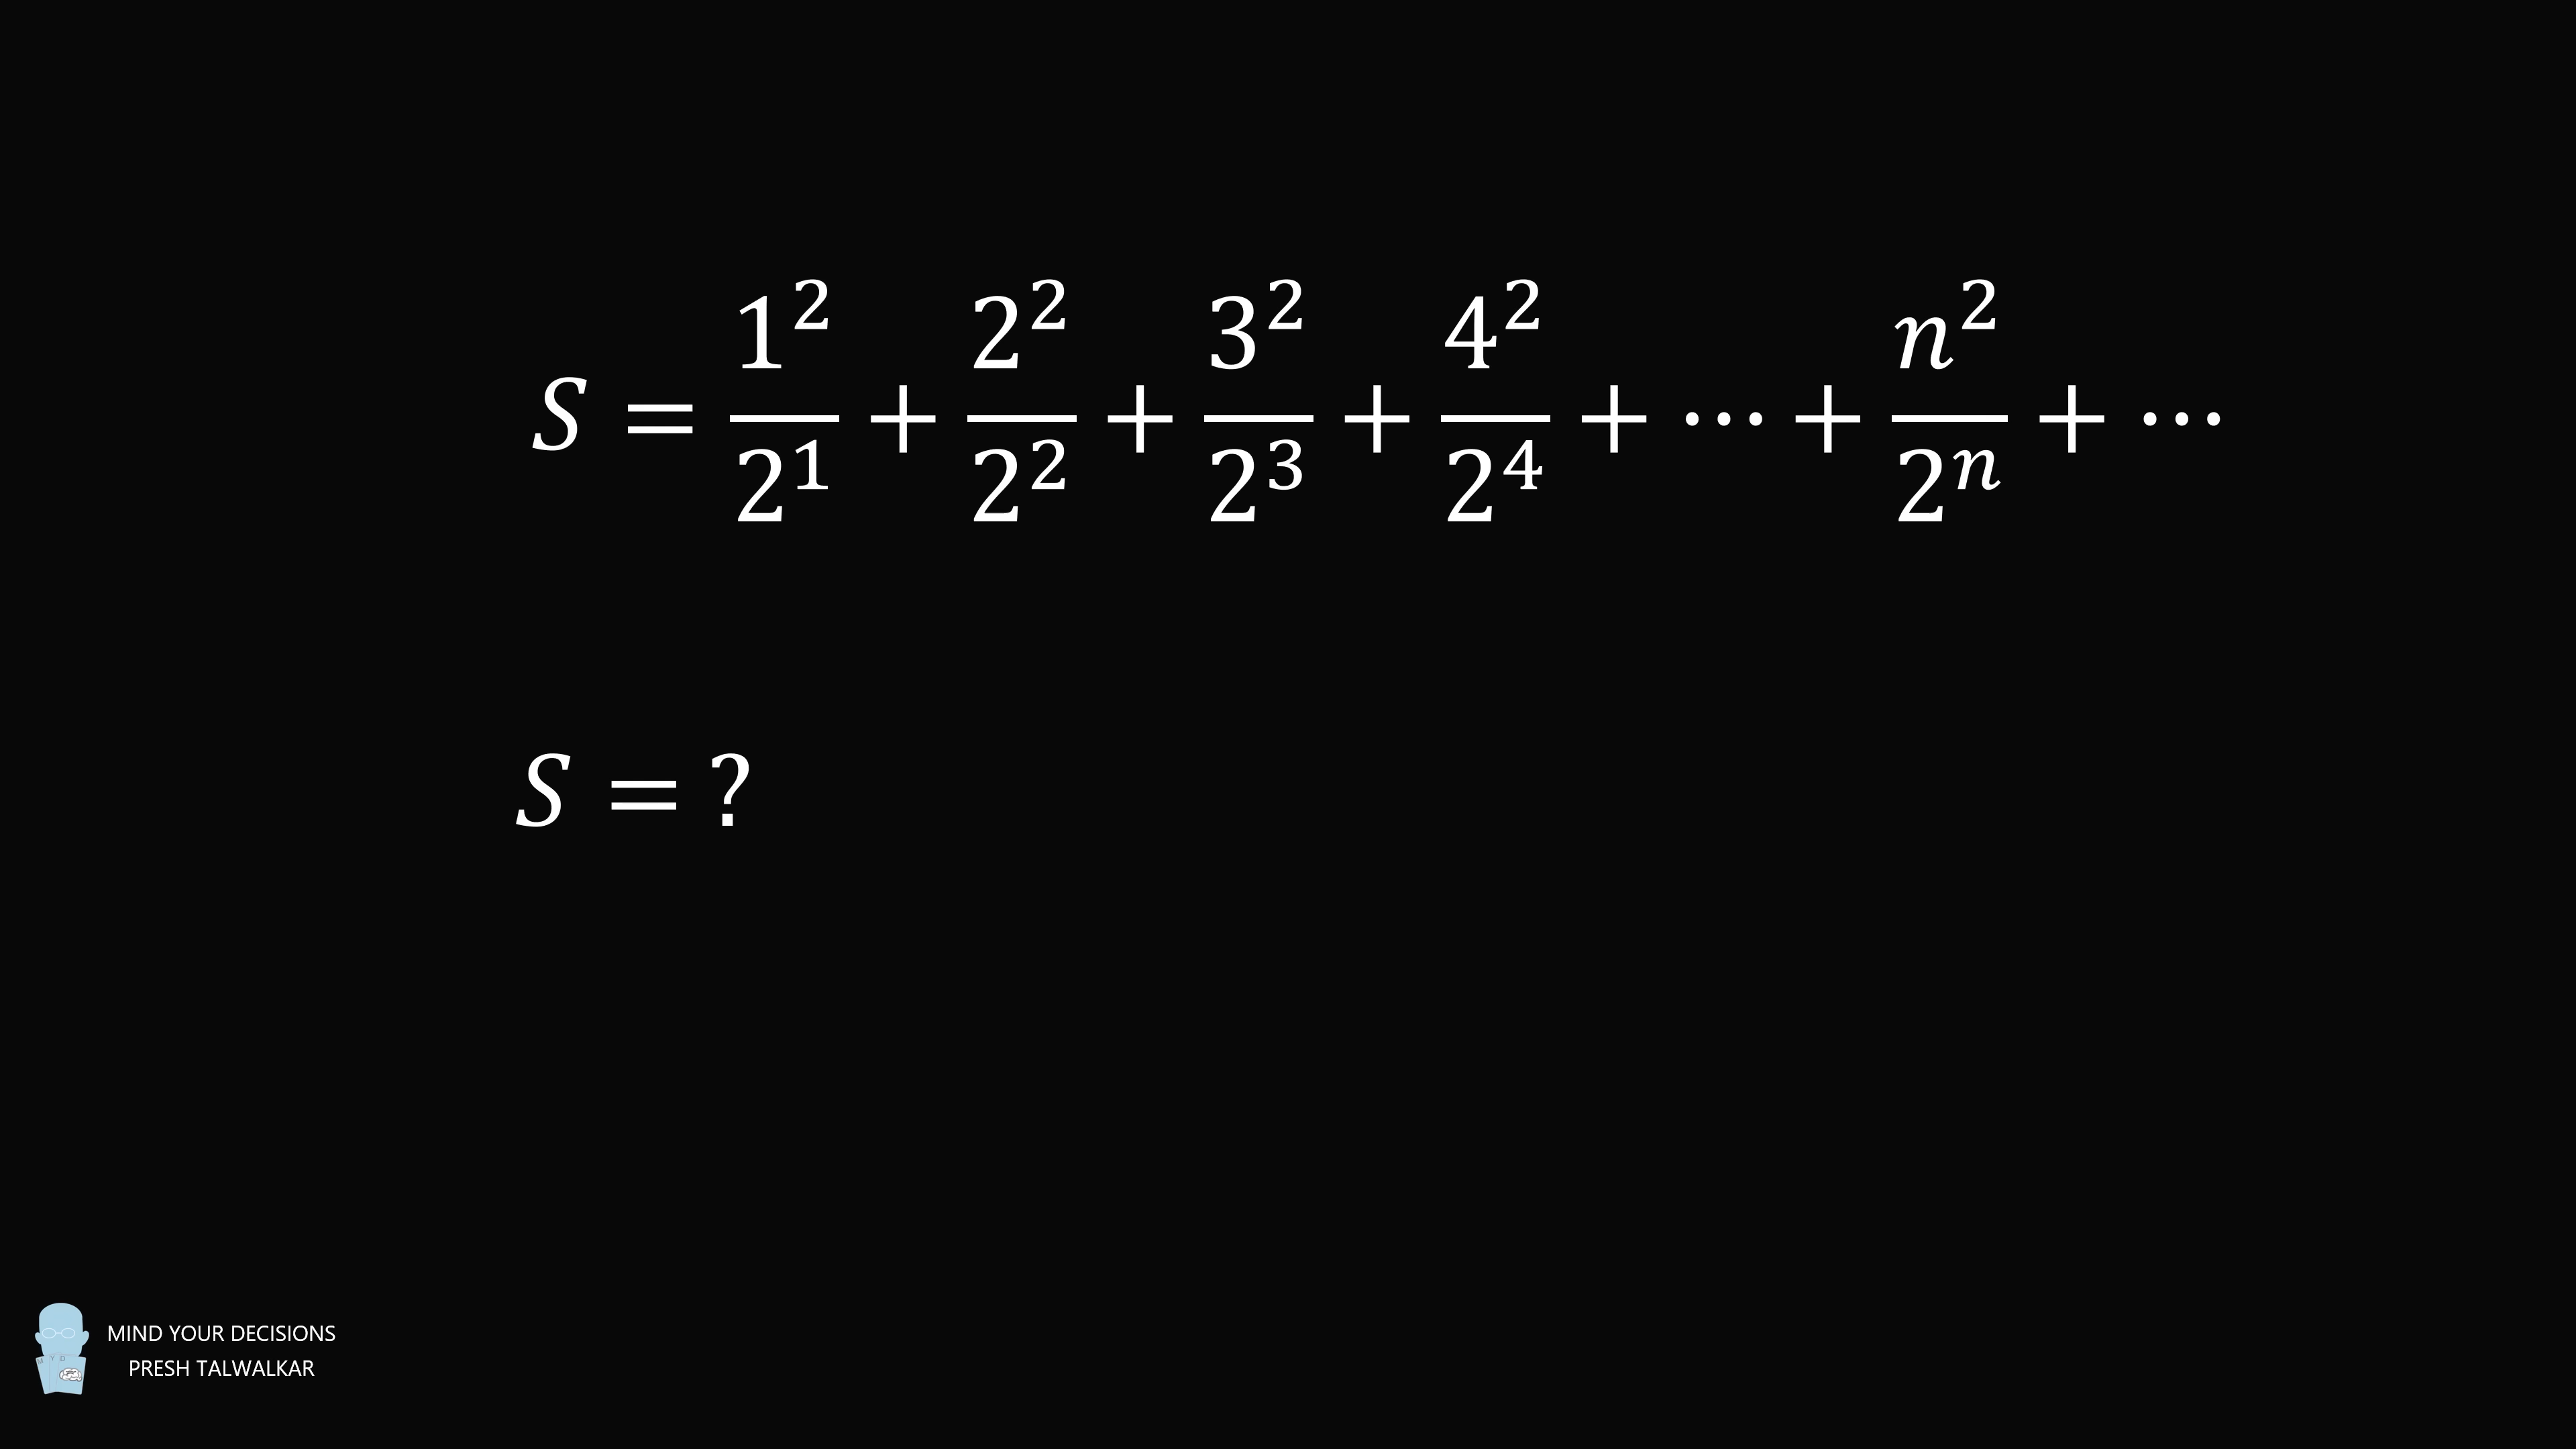 S = 1²/2¹ + 2²/2² + 3²/2³ + 4²/2⁴ + ⋯ + n²/2ⁿ + ⋯
S = ?
MIND YOUR DECISIONS
PRESH TALWALKAR